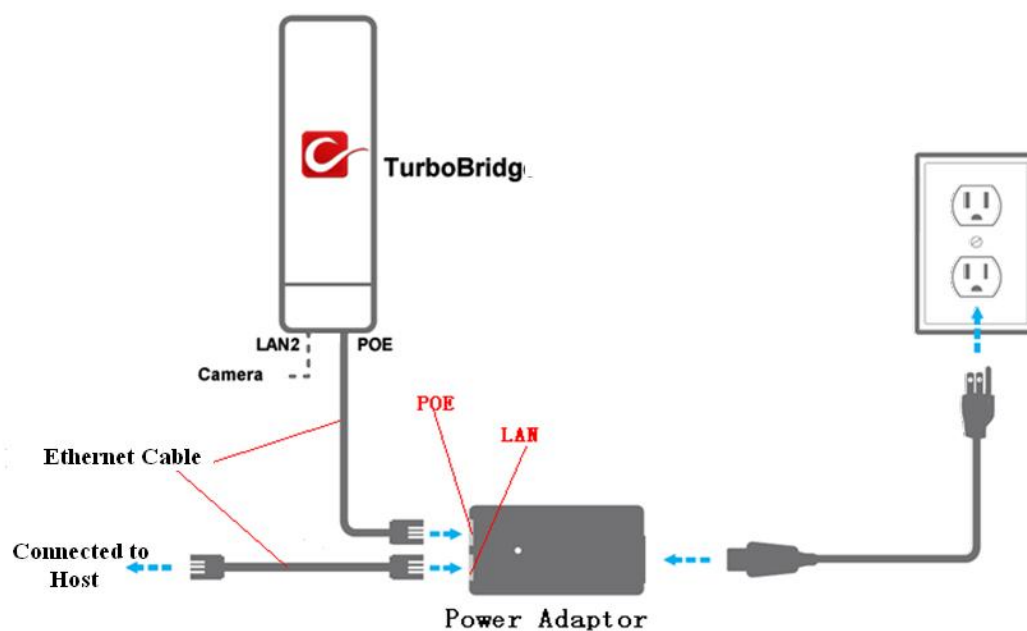 TurboBridg
LAN2
POE
Camera
POE
LAN
Ethernet Cable
Connected to
Host
Power Adaptor